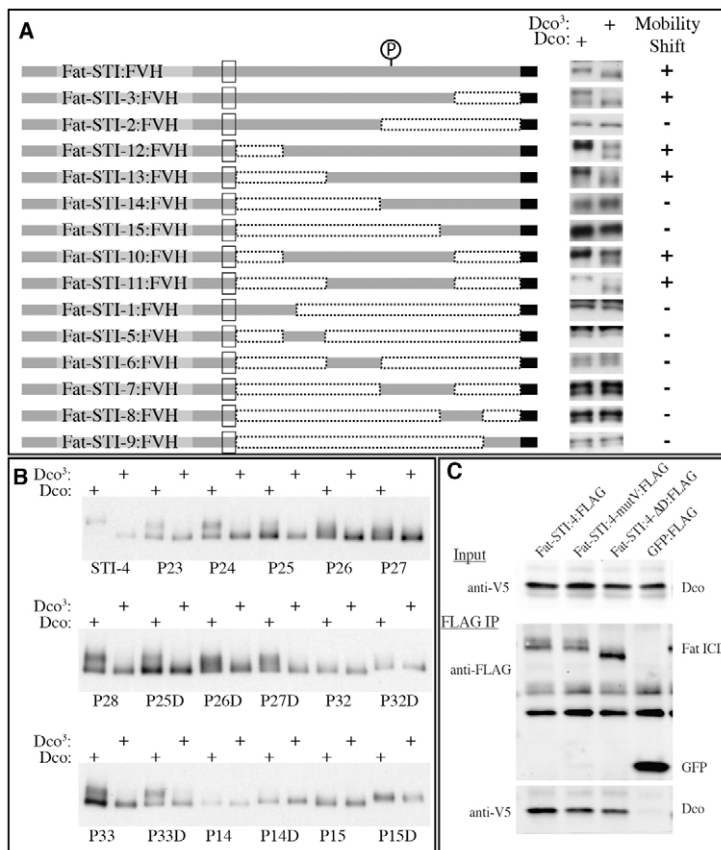 A
Dco³:
+
Mobility
Dco: +
Shift
P
Fat-STI:FVH
+
Fat-STI-3:FVH
+
Fat-STI-2:FVH
-
Fat-STI-12:FVH
+
Fat-STI-13:FVH
+
Fat-STI-14:FVH
-
Fat-STI-15:FVH
-
Fat-STI-10:FVH
+
Fat-STI-11:FVH
+
Fat-STI-1:FVH
-
Fat-STI-5:FVH
-
Fat-STI-6:FVH
-
Fat-STI-7:FVH
-
Fat-STI-8:FVH
-
Fat-STI-9:FVH
-
B
Dco³: + + + + + +
Dco: + + + + + +
STI-4 P23 P24 P25 P26 P27
Dco³: + + + + + +
Dco: + + + + + +
P28 P25D P26D P27D P32 P32D
Dco³: + + + + + +
Dco: + + + + + +
P33 P33D P14 P14D P15 P15D
C
Fat-STI:4:FLAG
Fat-STI:4-mutV:FLAG
Fat-STI:4-ΔD:FLAG
GFP:FLAG
Input
anti-V5
Dco
FLAG IP
Fat ICD
anti-FLAG
GFP
anti-V5
Dco